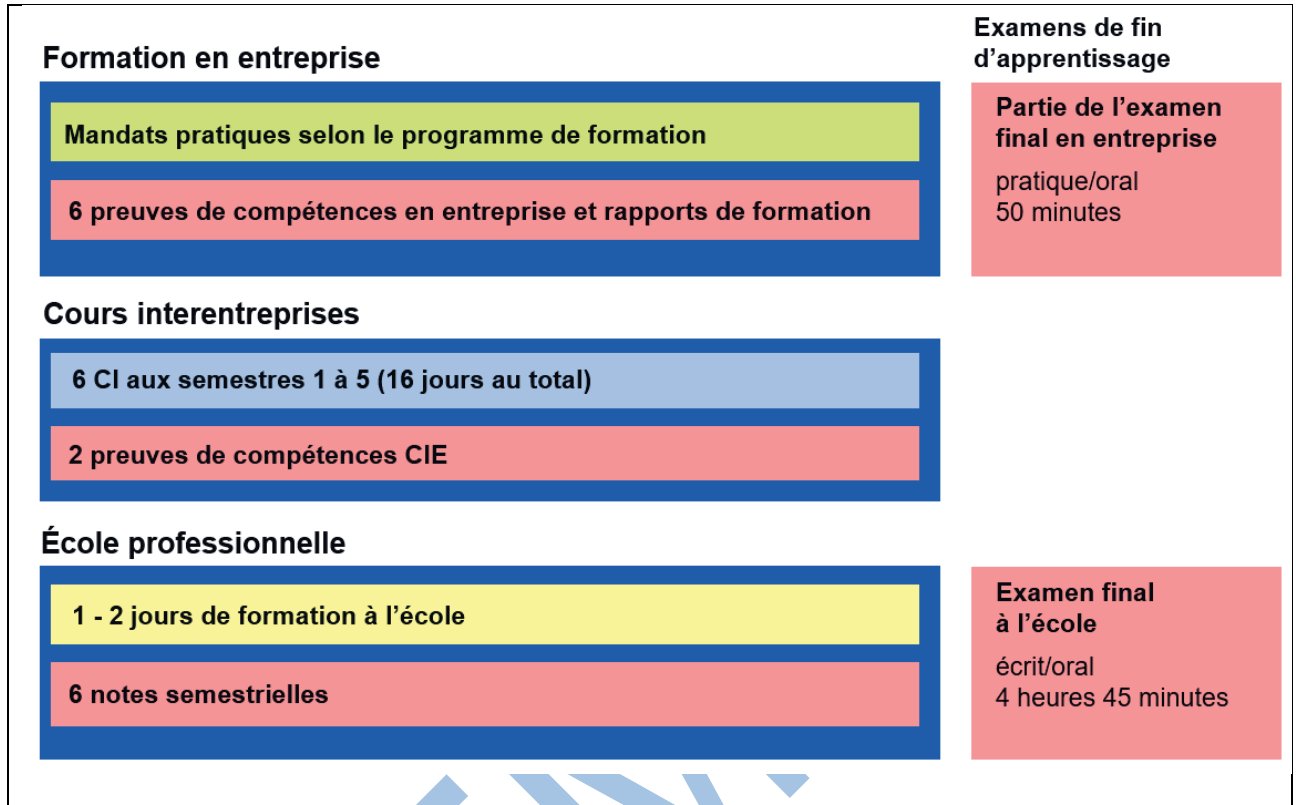 Formation en entreprise
Mandats pratiques selon le programme de formation
6 preuves de compétences en entreprise et rapports de formation
Examens de fin
d’apprentissage
Partie de l’examen
final en entreprise
pratique/oral
50 minutes
Cours interentreprises
6 CI aux semestres 1 à 5 (16 jours au total)
2 preuves de compétences CIE
École professionnelle
1 - 2 jours de formation à l’école
6 notes semestrielles
Examen final
à l’école
écrit/oral
4 heures 45 minutes